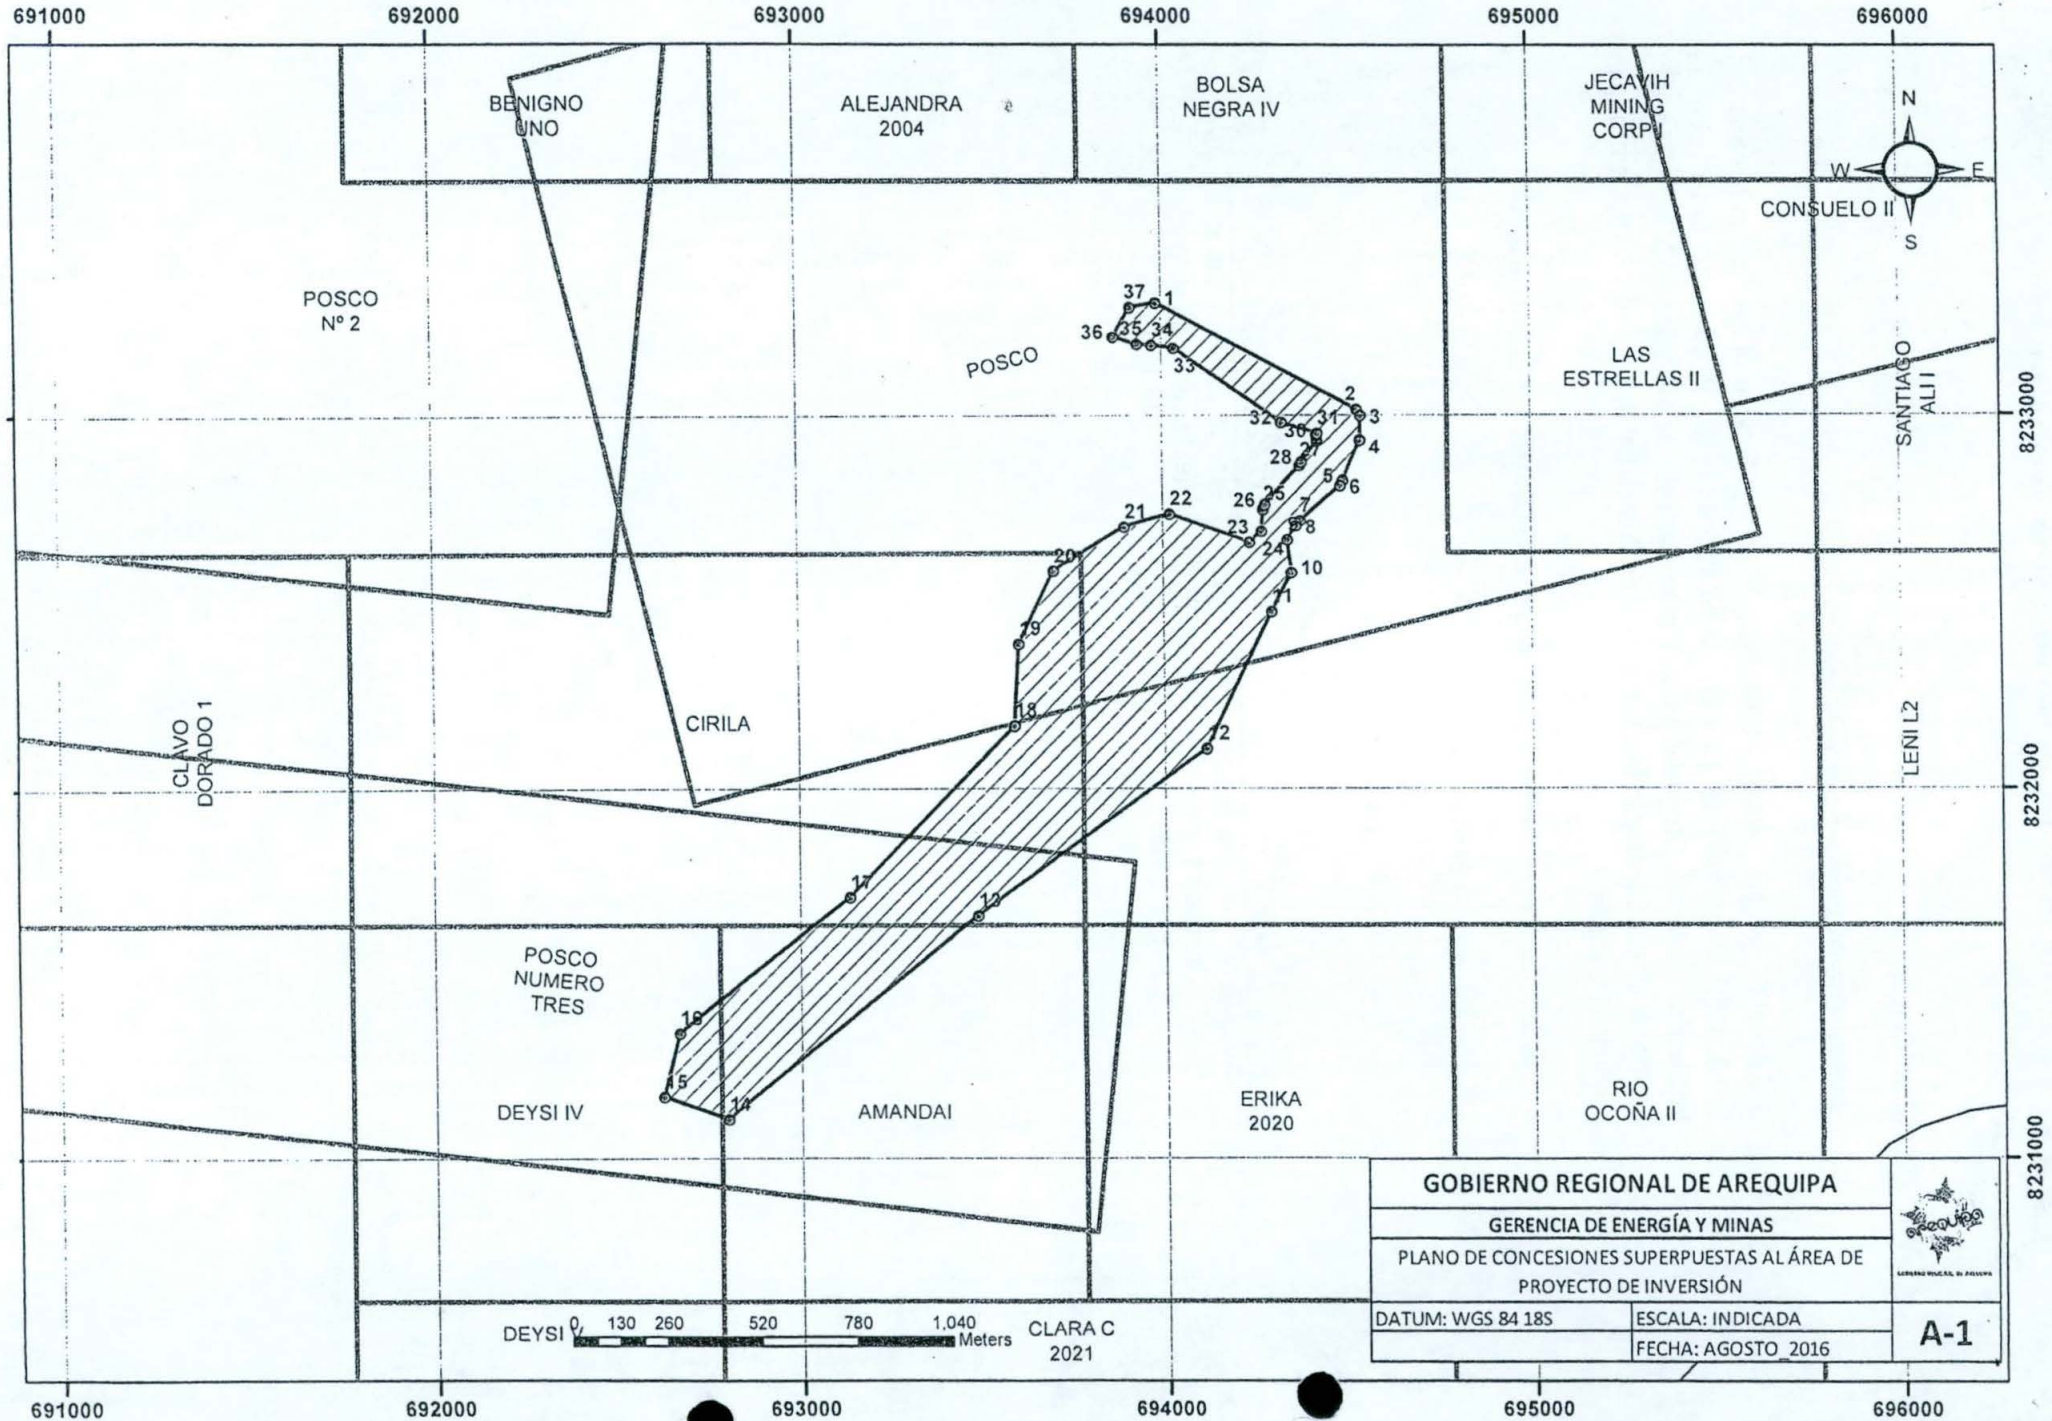 691000 692000 693000 694000 695000 696000
BENIGNO
UNO
ALEJANDRA
2004
BOLSA
NEGRA IV
JECAVIH
MINING
CORP I
N
W E
S
CONSUELO II
POSCO
Nº 2
POSCO
37 1
36 35 34
33
2
3
4
32 30 31
28 27
5
6
26 25
7
8
21 22 23
24
20
10
11
19
18
12
17
13
16
15
14
LAS
ESTRELLAS II
SANTIAGO
ALI I
8233000
CLAVO
DORADO 1
CIRILA
LENI L2
8232000
POSCO
NUMERO
TRES
DEYSI IV
AMANDAI
ERIKA
2020
RIO
OCOÑA II
8231000
DEYSI V
0 130 260 520 780 1,040
Meters
CLARA C
2021
GOBIERNO REGIONAL DE AREQUIPA
GERENCIA DE ENERGÍA Y MINAS
PLANO DE CONCESIONES SUPERPUESTAS AL ÁREA DE
PROYECTO DE INVERSIÓN
DATUM: WGS 84 18S
ESCALA: INDICADA
FECHA: AGOSTO_2016
A-1
691000 692000 693000 694000 695000 696000